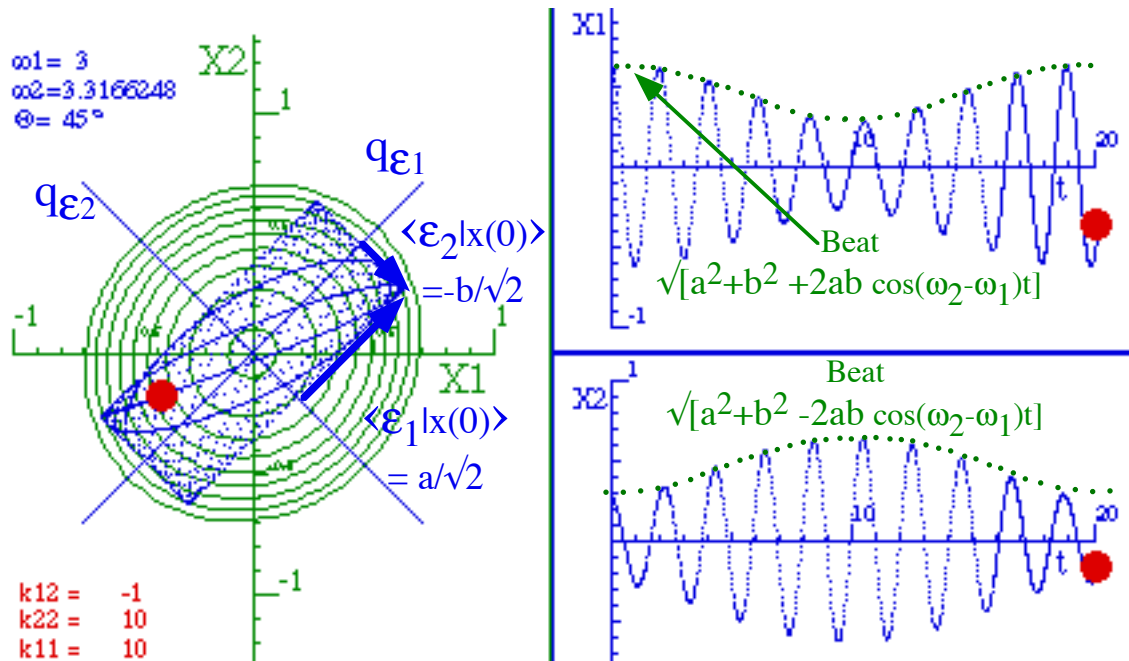 ω1= 3
ω2=3.3166248
Θ= 45°
X2
1
qε1
qε2
⟨ε2|x(0)⟩
=-b/√2
-1
1
X1
⟨ε1|x(0)⟩
= a/√2
-1
k12 = -1
k22 = 10
k11 = 10
X1
10
20
t
Beat
√[a²+b² +2ab cos(ω2-ω1)t]
-1
1
Beat
X2
√[a²+b² -2ab cos(ω2-ω1)t]
10
20
t